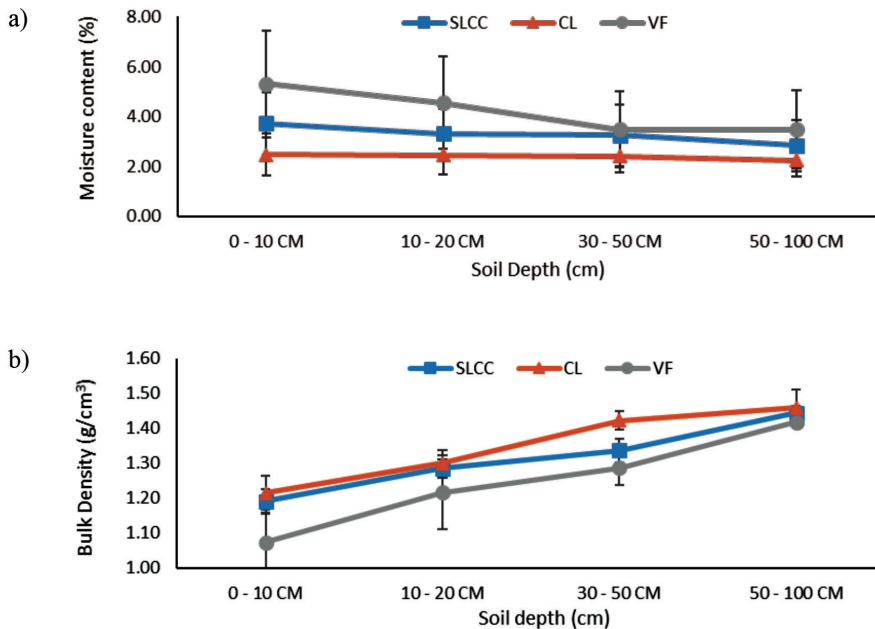 a)
Moisture content (%)
8.00
6.00
4.00
2.00
0.00
SLCC CL VF
0 - 10 CM 10 - 20 CM 30 - 50 CM 50 - 100 CM
Soil Depth (cm)
b)
Bulk Density (g/cm³)
1.60
1.50
1.40
1.30
1.20
1.10
1.00
SLCC CL VF
0 - 10 CM 10 - 20 CM 30 - 50 CM 50 - 100 CM
Soil depth (cm)